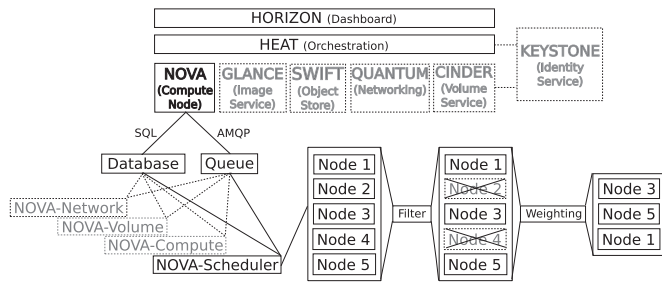 HORIZON (Dashboard)
HEAT (Orchestration)
KEYSTONE
(Identity
Service)
NOVA
(Compute
Node)
GLANCE
(Image
Service)
SWIFT
(Object
Store)
QUANTUM
(Networking)
CINDER
(Volume
Service)
SQL
AMQP
Database
Queue
NOVA-Network
NOVA-Volume
NOVA-Compute
NOVA-Scheduler
Node 1
Node 2
Node 3
Node 4
Node 5
Filter
Node 1
Node 2
Node 3
Node 4
Node 5
Weighting
Node 3
Node 5
Node 1